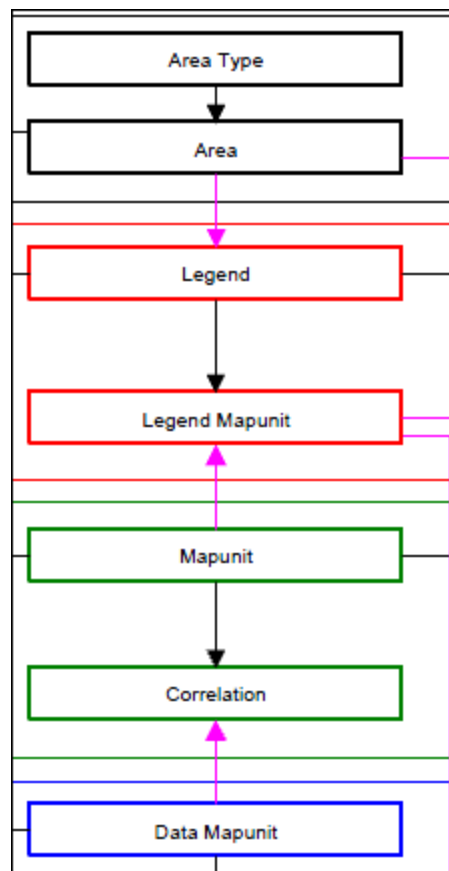 Area Type
Area
Legend
Legend Mapunit
Mapunit
Correlation
Data Mapunit